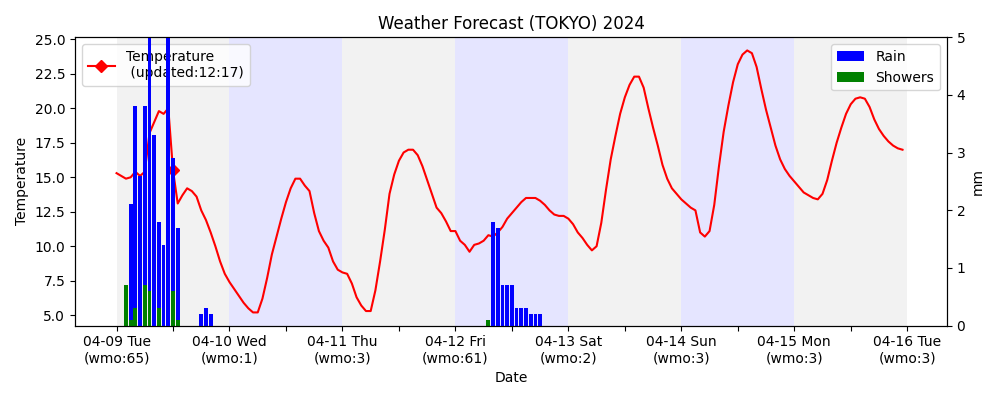 Weather Forecast (TOKYO) 2024
Temperature
(updated:12:17)
Rain
Showers
Temperature
25.0
22.5
20.0
17.5
15.0
12.5
10.0
7.5
5.0
5
4
3
2
1
0
mm
04-09 Tue
(wmo:65)
04-10 Wed
(wmo:1)
04-11 Thu
(wmo:3)
04-12 Fri
(wmo:61)
04-13 Sat
(wmo:2)
04-14 Sun
(wmo:3)
04-15 Mon
(wmo:3)
04-16 Tue
(wmo:3)
Date